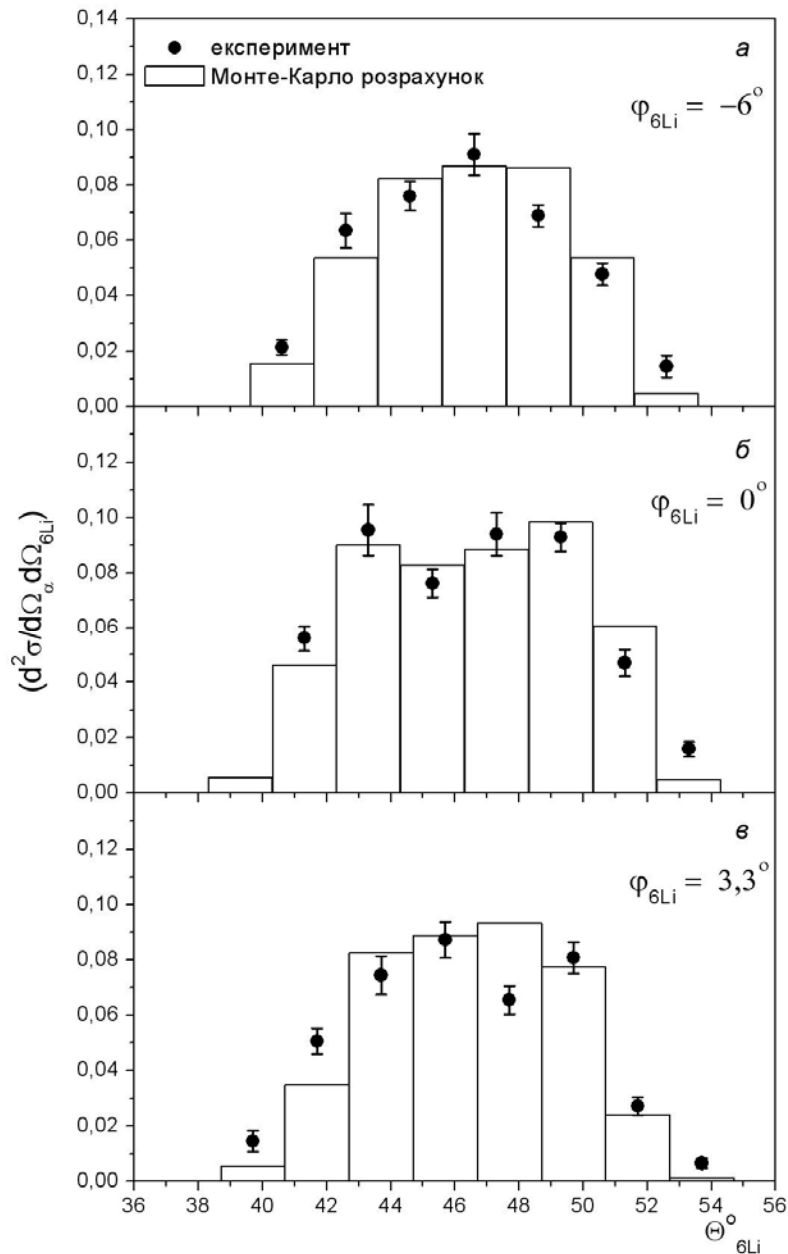 0,14
експеримент
Монте-Карло розрахунок
а
φ6Li = −6°
0,12
0,10
0,08
0,06
0,04
0,02
0,00
б
φ6Li = 0°
0,12
0,10
0,08
0,06
0,04
0,02
0,00
в
φ6Li = 3,3°
0,12
0,10
0,08
0,06
0,04
0,02
0,00
(d²σ/dΩα dΩ6Li)
36 38 40 42 44 46 48 50 52 54 56
Θ°6Li